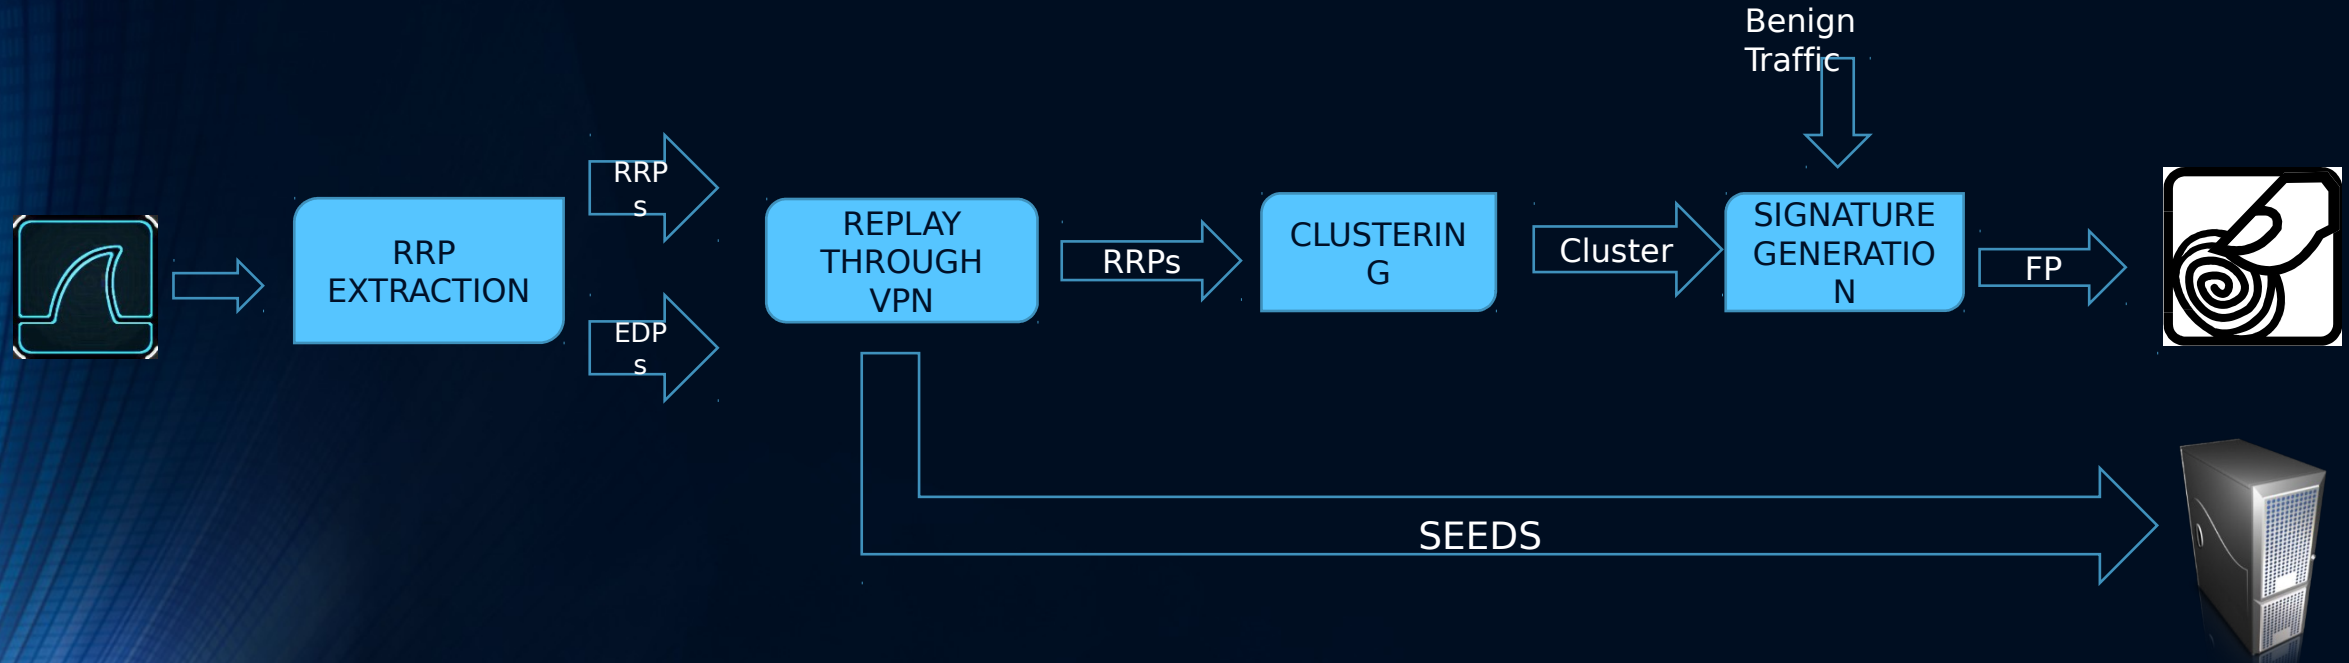 Benign
Traffic
RRP
EXTRACTION
RRP
s
EDP
s
REPLAY
THROUGH
VPN
RRPs
CLUSTERIN
G
Cluster
SIGNATURE
GENERATIO
N
FP
SEEDS